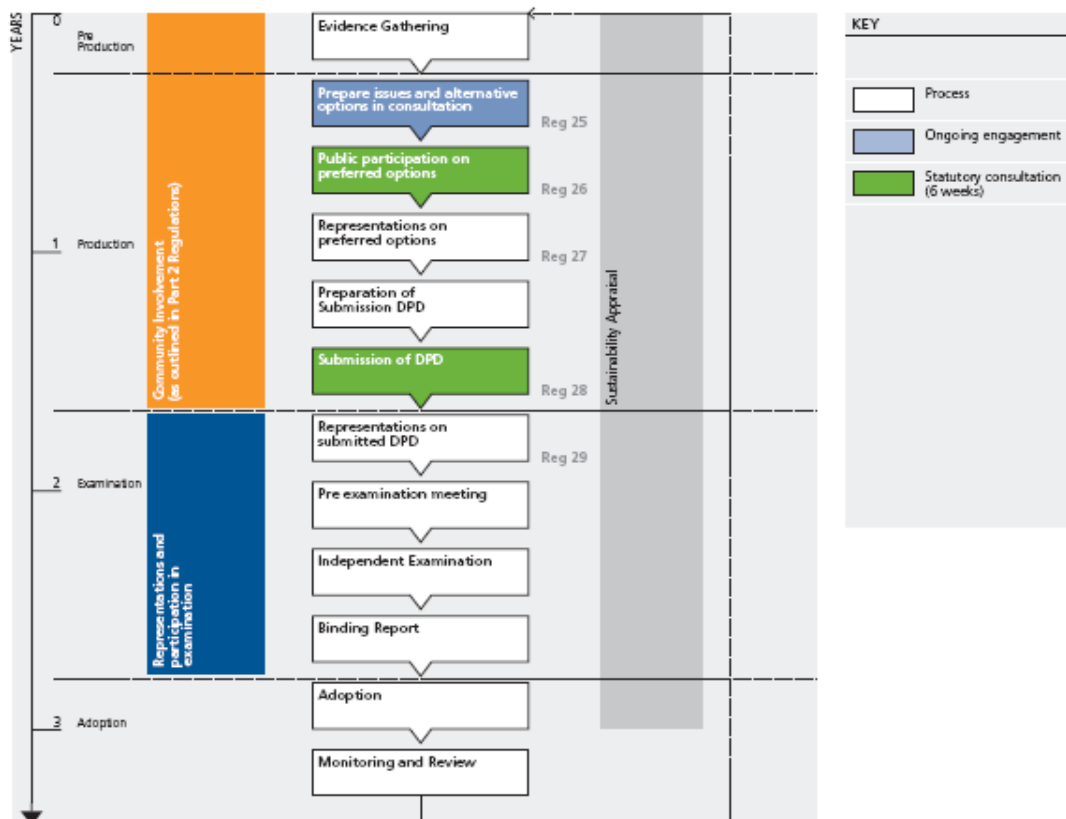 YEARS
0
Pre
Production
1
Production
2
Examination
3
Adoption
Community Involvement
(as outlined in Part 2 Regulations)
Representations and
participation in
examination
Evidence Gathering
Prepare issues and alternative
options in consultation
Reg 25
Public participation on
preferred options
Reg 26
Representations on
preferred options
Reg 27
Preparation of
Submission DPD
Submission of DPD
Reg 28
Representations on
submitted DPD
Reg 29
Pre examination meeting
Independent Examination
Binding Report
Adoption
Monitoring and Review
Sustainability Appraisal
KEY
Process
Ongoing engagement
Statutory consultation
(6 weeks)